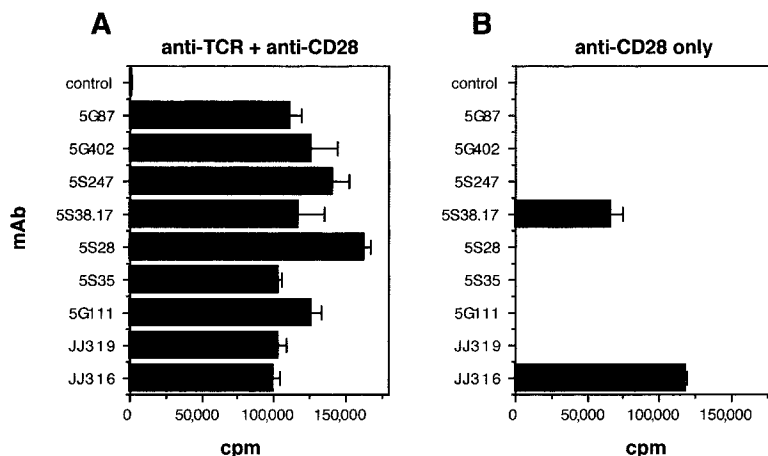 A
anti-TCR + anti-CD28
mAb
control
5G87
5G402
5S247
5S38.17
5S28
5S35
5G111
JJ319
JJ316
0 50,000 100,000 150,000
cpm
B
anti-CD28 only
control
5G87
5G402
5S247
5S38.17
5S28
5S35
5G111
JJ319
JJ316
0 50,000 100,000 150,000
cpm